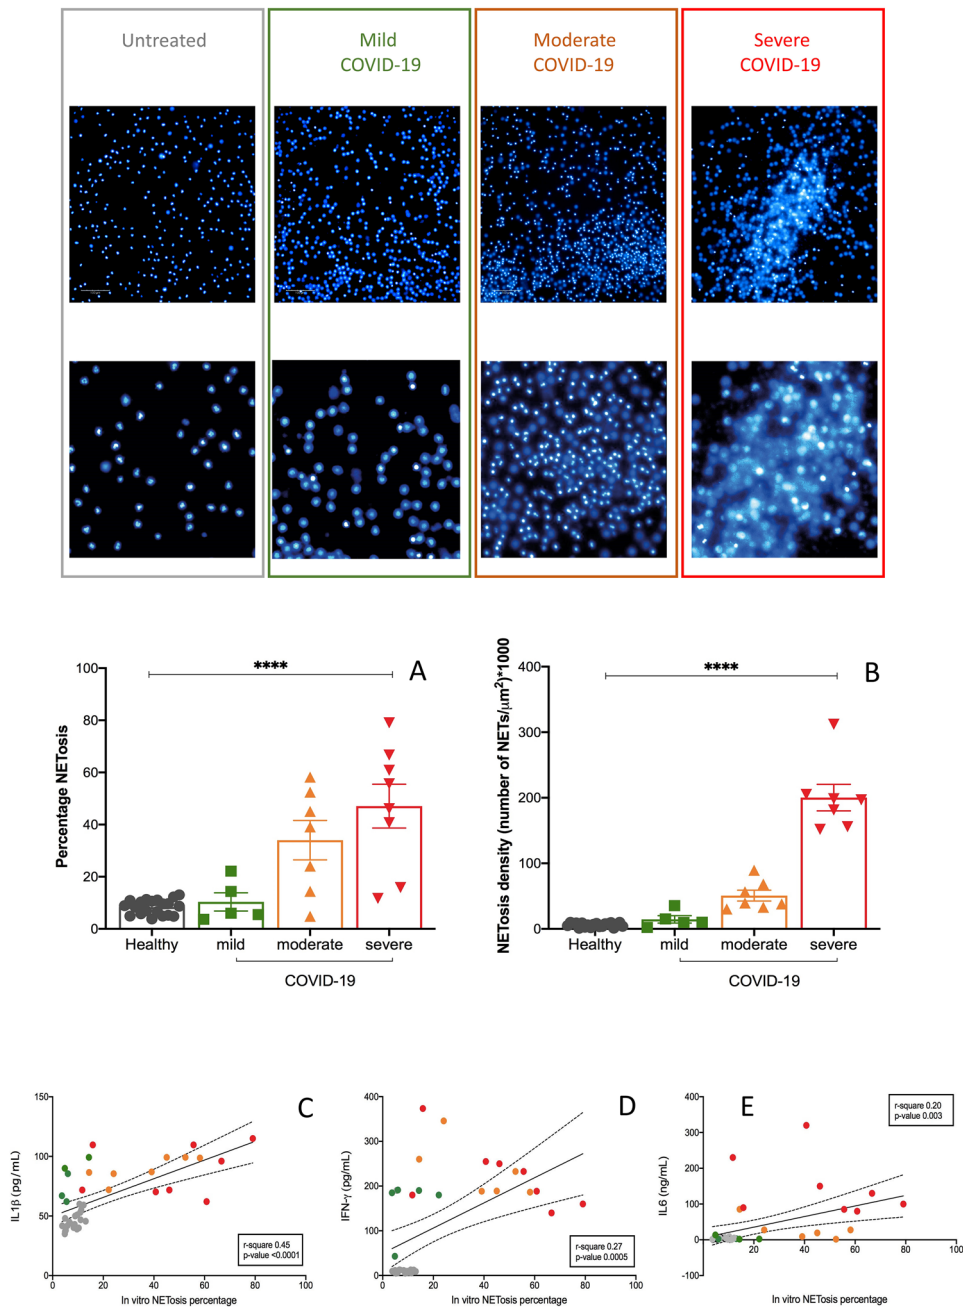 Untreated
Mild
COVID-19
Moderate
COVID-19
Severe
COVID-19
A
****
Percentage NETosis
100
80
60
40
20
0
Healthy
mild
moderate
severe
COVID-19
B
****
NETosis density (number of NETs/μm²)*1000
400
300
200
100
0
Healthy
mild
moderate
severe
COVID-19
C
IL1β (pg/mL)
150
100
50
0
0
20
40
60
80
100
r-square 0.45
p-value <0.0001
In vitro NETosis percentage
D
IFN-γ (pg/mL)
400
300
200
100
0
0
20
40
60
80
100
r-square 0.27
p-value 0.0005
In vitro NETosis percentage
E
r-square 0.20
p-value 0.003
IL6 (ng/mL)
400
300
200
100
0
-100
20
40
60
80
100
In vitro NETosis percentage